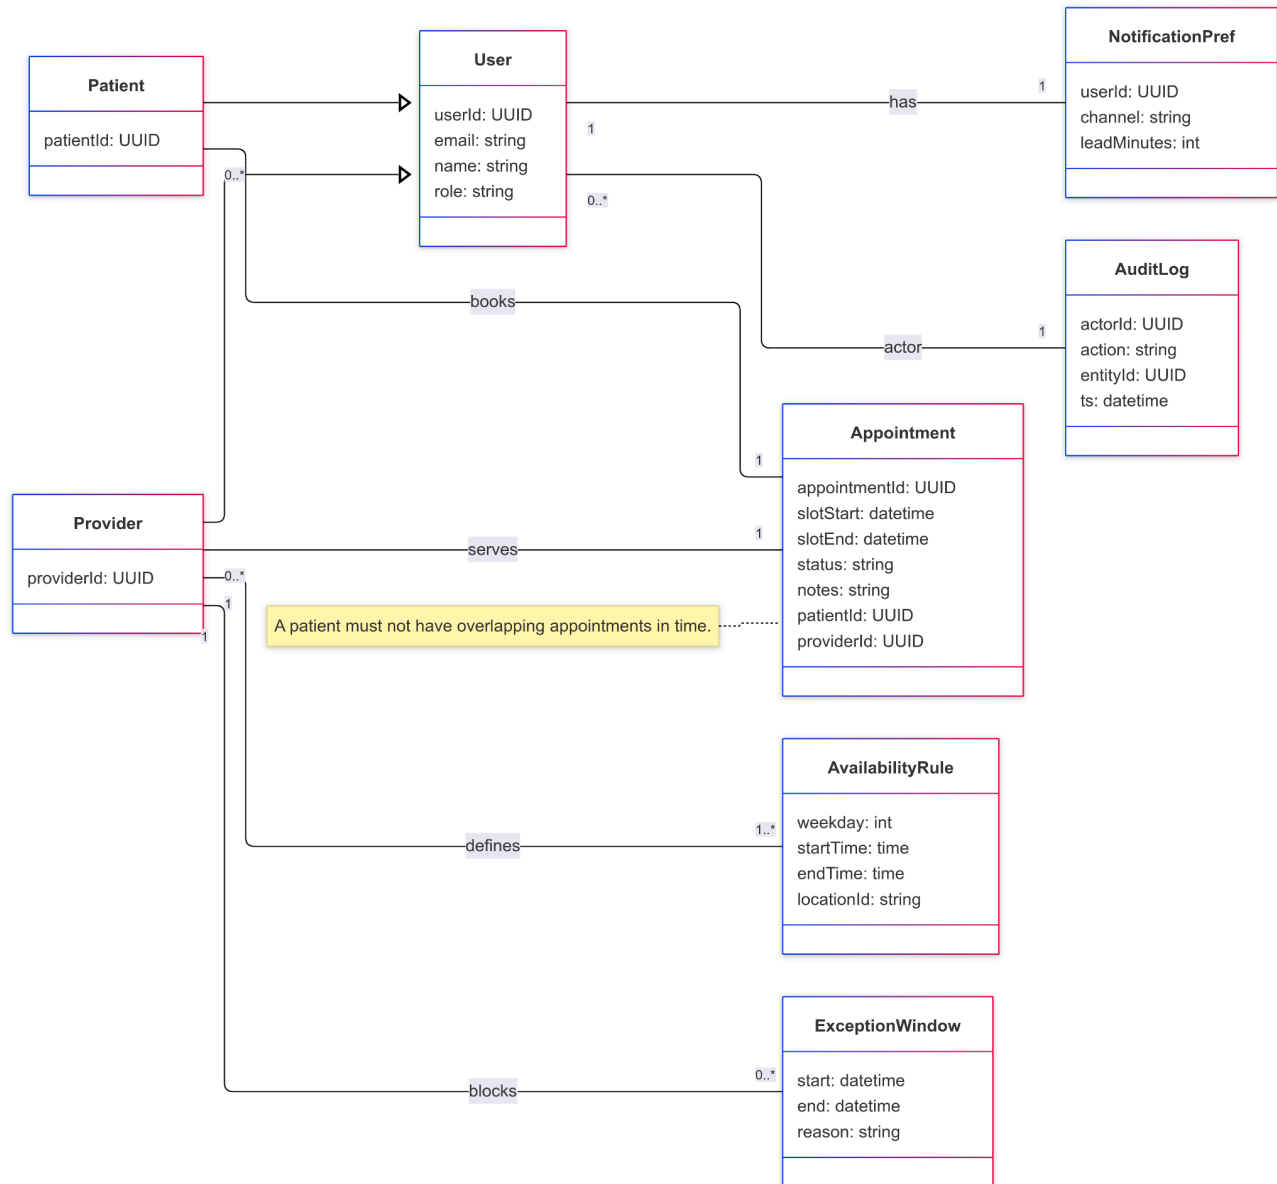 Patient
patientId: UUID
User
userId: UUID
email: string
name: string
role: string
NotificationPref
userId: UUID
channel: string
leadMinutes: int
has
1
1
0..*
0..*
books
actor
1
AuditLog
actorId: UUID
action: string
entityId: UUID
ts: datetime
Appointment
appointmentId: UUID
slotStart: datetime
slotEnd: datetime
status: string
notes: string
patientId: UUID
providerId: UUID
1
1
Provider
providerId: UUID
serves
0..*
1
1
A patient must not have overlapping appointments in time.
AvailabilityRule
weekday: int
startTime: time
endTime: time
locationId: string
defines
1..*
ExceptionWindow
start: datetime
end: datetime
reason: string
blocks
0..*